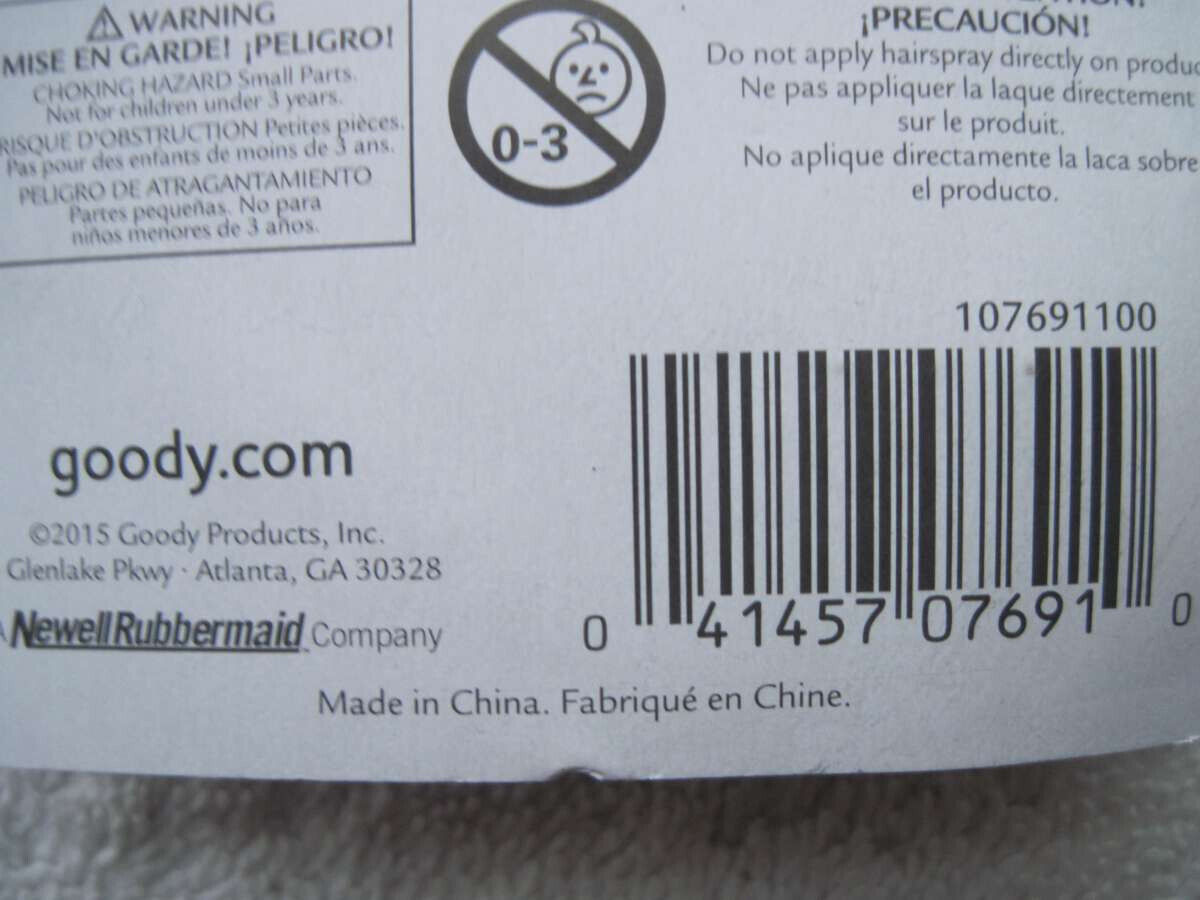 WARNING
MISE EN GARDE! ¡PELIGRO!
CHOKING HAZARD Small Parts.
Not for children under 3 years.
RISQUE D'OBSTRUCTION Petites pièces.
Pas pour des enfants de moins de 3 ans.
PELIGRO DE ATRAGANTAMIENTO
Partes pequeñas. No para
niños menores de 3 años.
0-3
¡PRECAUCIÓN!
Do not apply hairspray directly on
Ne pas appliquer la laque directement
sur le produit.
No aplique directamente la laca sobre
el producto.
107691100
0 41457 07691 0
goody.com
©2015 Goody Products, Inc.
Glenlake Pkwy · Atlanta, GA 30328
A Newell Rubbermaid Company
Made in China. Fabriqué en Chine.